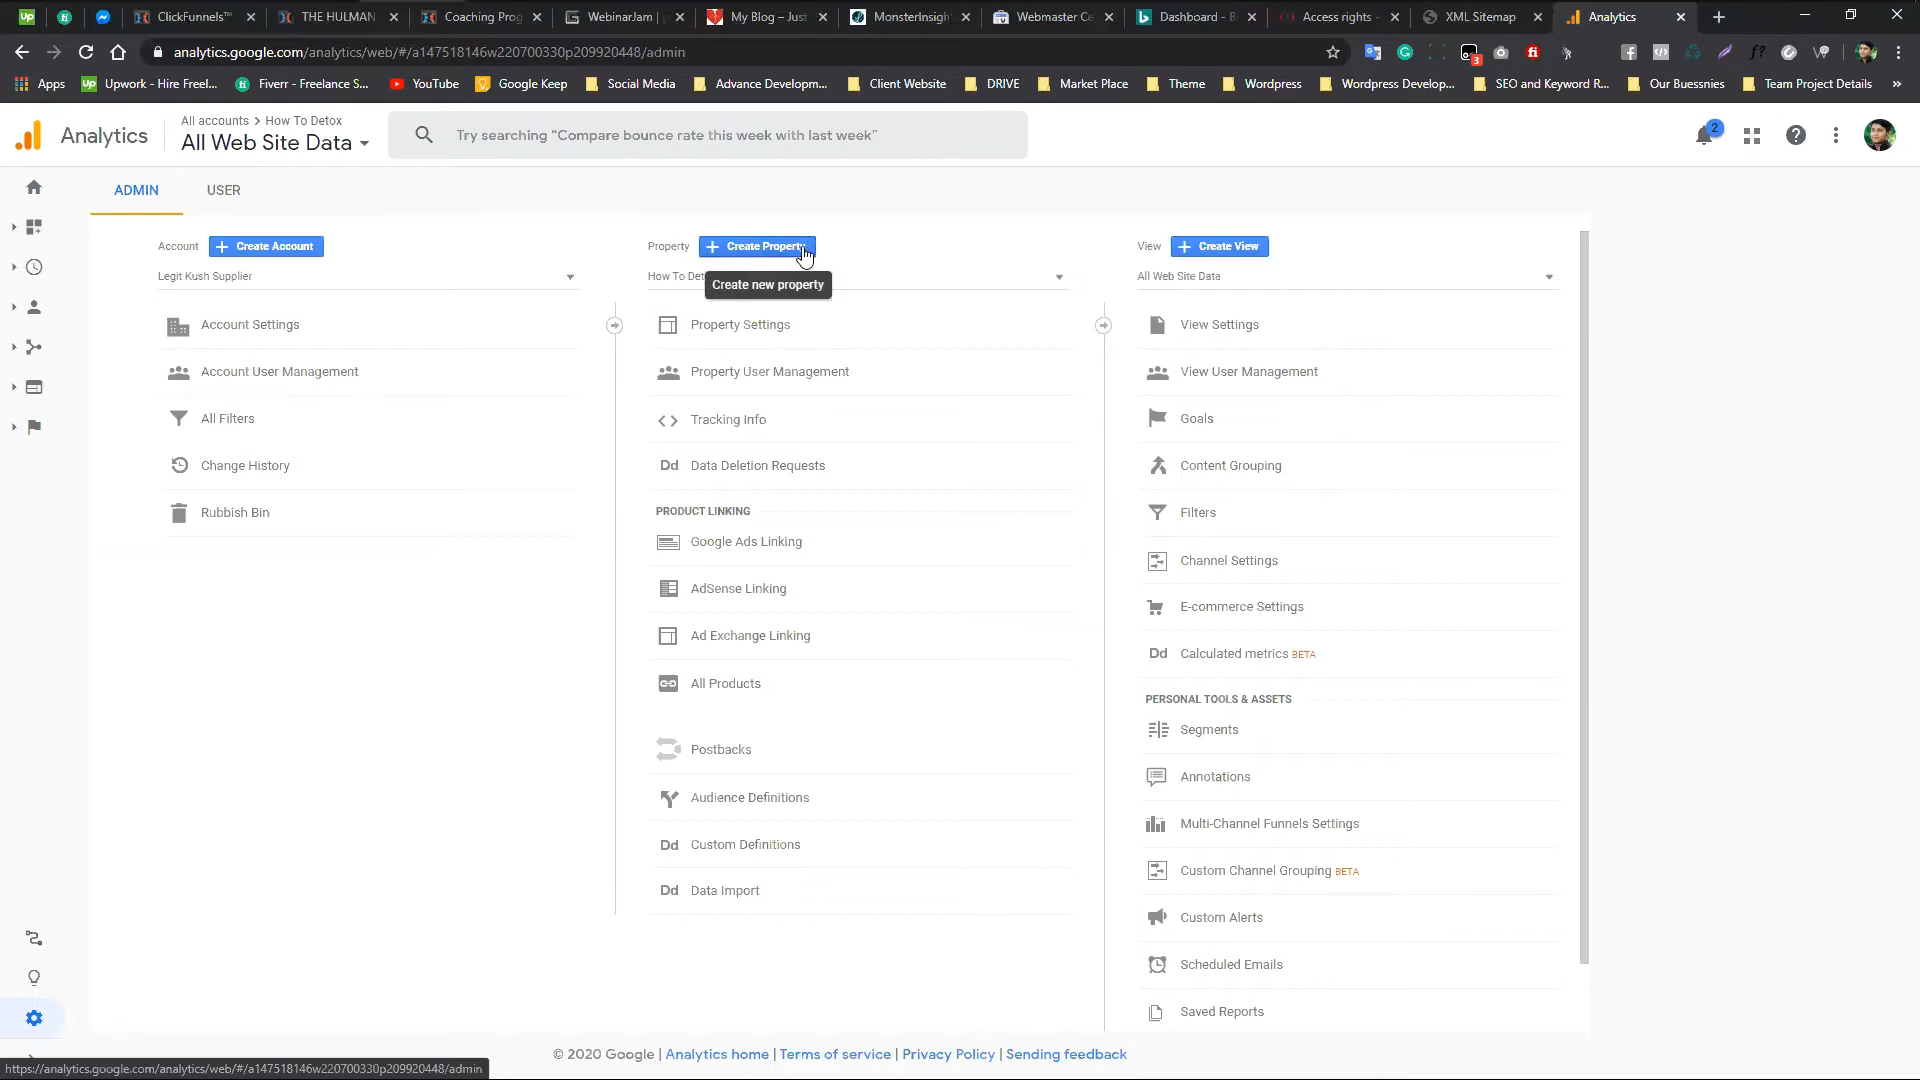 ClickFunnels™
THE HULMAN
Coaching Prog
WebinarJam |
My Blog – Just
MonsterInsigh
Webmaster Ce
Dashboard - B
Access rights -
XML Sitemap
Analytics
analytics.google.com/analytics/web/#/a147518146w220700330p209920448/admin
3
Apps
Upwork - Hire Freel...
Fiverr - Freelance S...
YouTube
Google Keep
Social Media
Advance Developm...
Client Website
DRIVE
Market Place
Theme
Wordpress
Wordpress Develop...
SEO and Keyword R...
Our Buessnies
Team Project Details
»
Analytics
All accounts > How To Detox
All Web Site Data
Try searching “Compare bounce rate this week with last week”
2
ADMIN
USER
Account
+ Create Account
Legit Kush Supplier
Account Settings
Account User Management
All Filters
Change History
Rubbish Bin
Property
+ Create Property
How To Det
Create new property
Property Settings
Property User Management
Tracking Info
Dd Data Deletion Requests
PRODUCT LINKING
Google Ads Linking
AdSense Linking
Ad Exchange Linking
All Products
Postbacks
Audience Definitions
Dd Custom Definitions
Dd Data Import
View
+ Create View
All Web Site Data
View Settings
View User Management
Goals
Content Grouping
Filters
Channel Settings
E-commerce Settings
Dd Calculated metrics BETA
PERSONAL TOOLS & ASSETS
Segments
Annotations
Multi-Channel Funnels Settings
Custom Channel Grouping BETA
Custom Alerts
Scheduled Emails
Saved Reports
© 2020 Google | Analytics home | Terms of service | Privacy Policy | Sending feedback
https://analytics.google.com/analytics/web/#/a147518146w220700330p209920448/admin